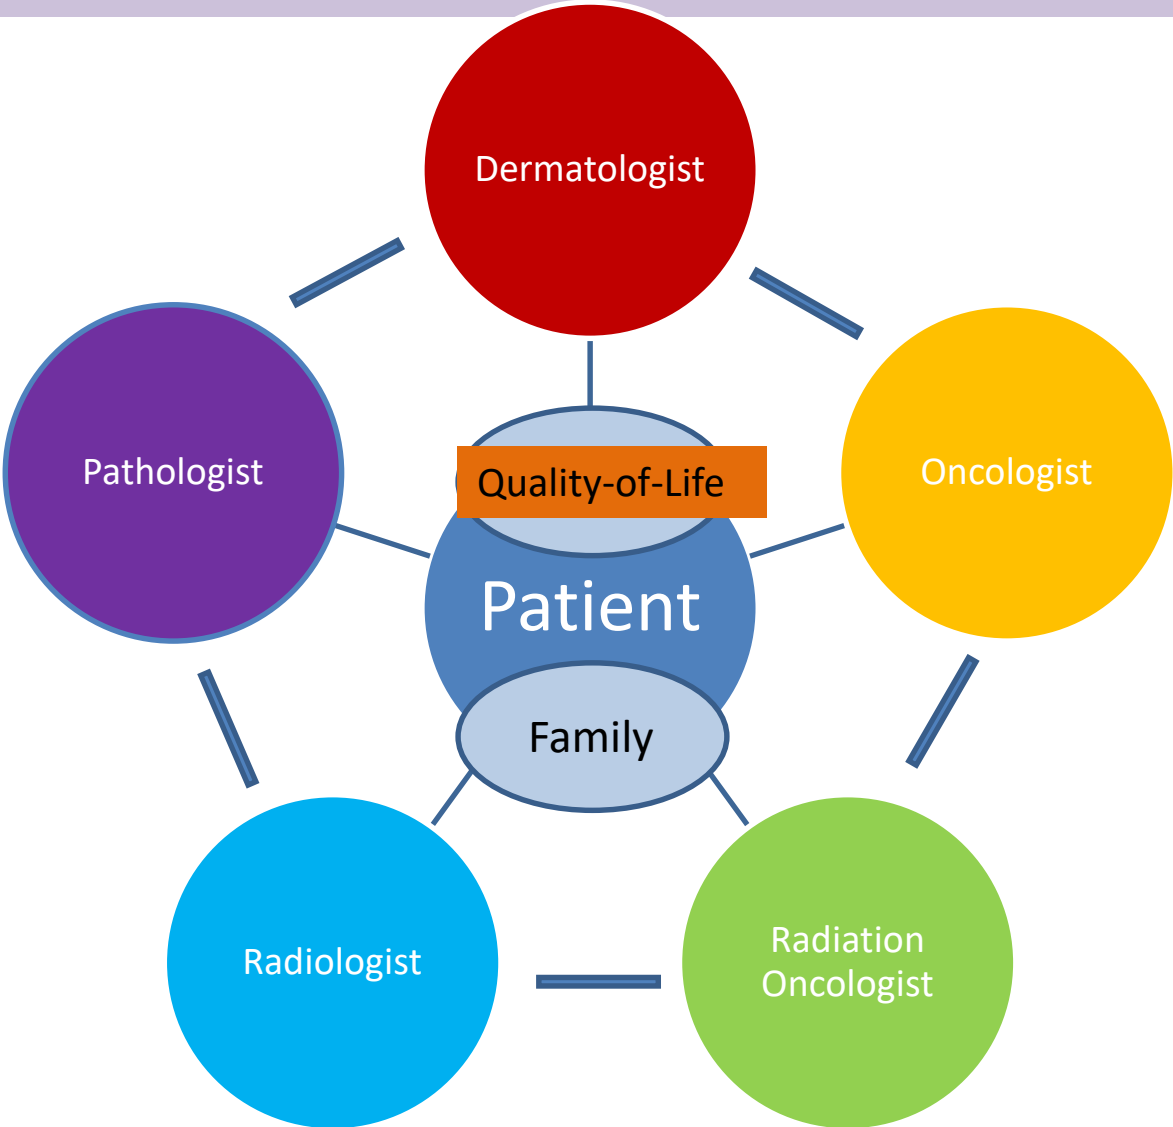 Dermatologist
Pathologist
Quality-of-Life
Oncologist
Patient
Family
Radiologist
Radiation
Oncologist